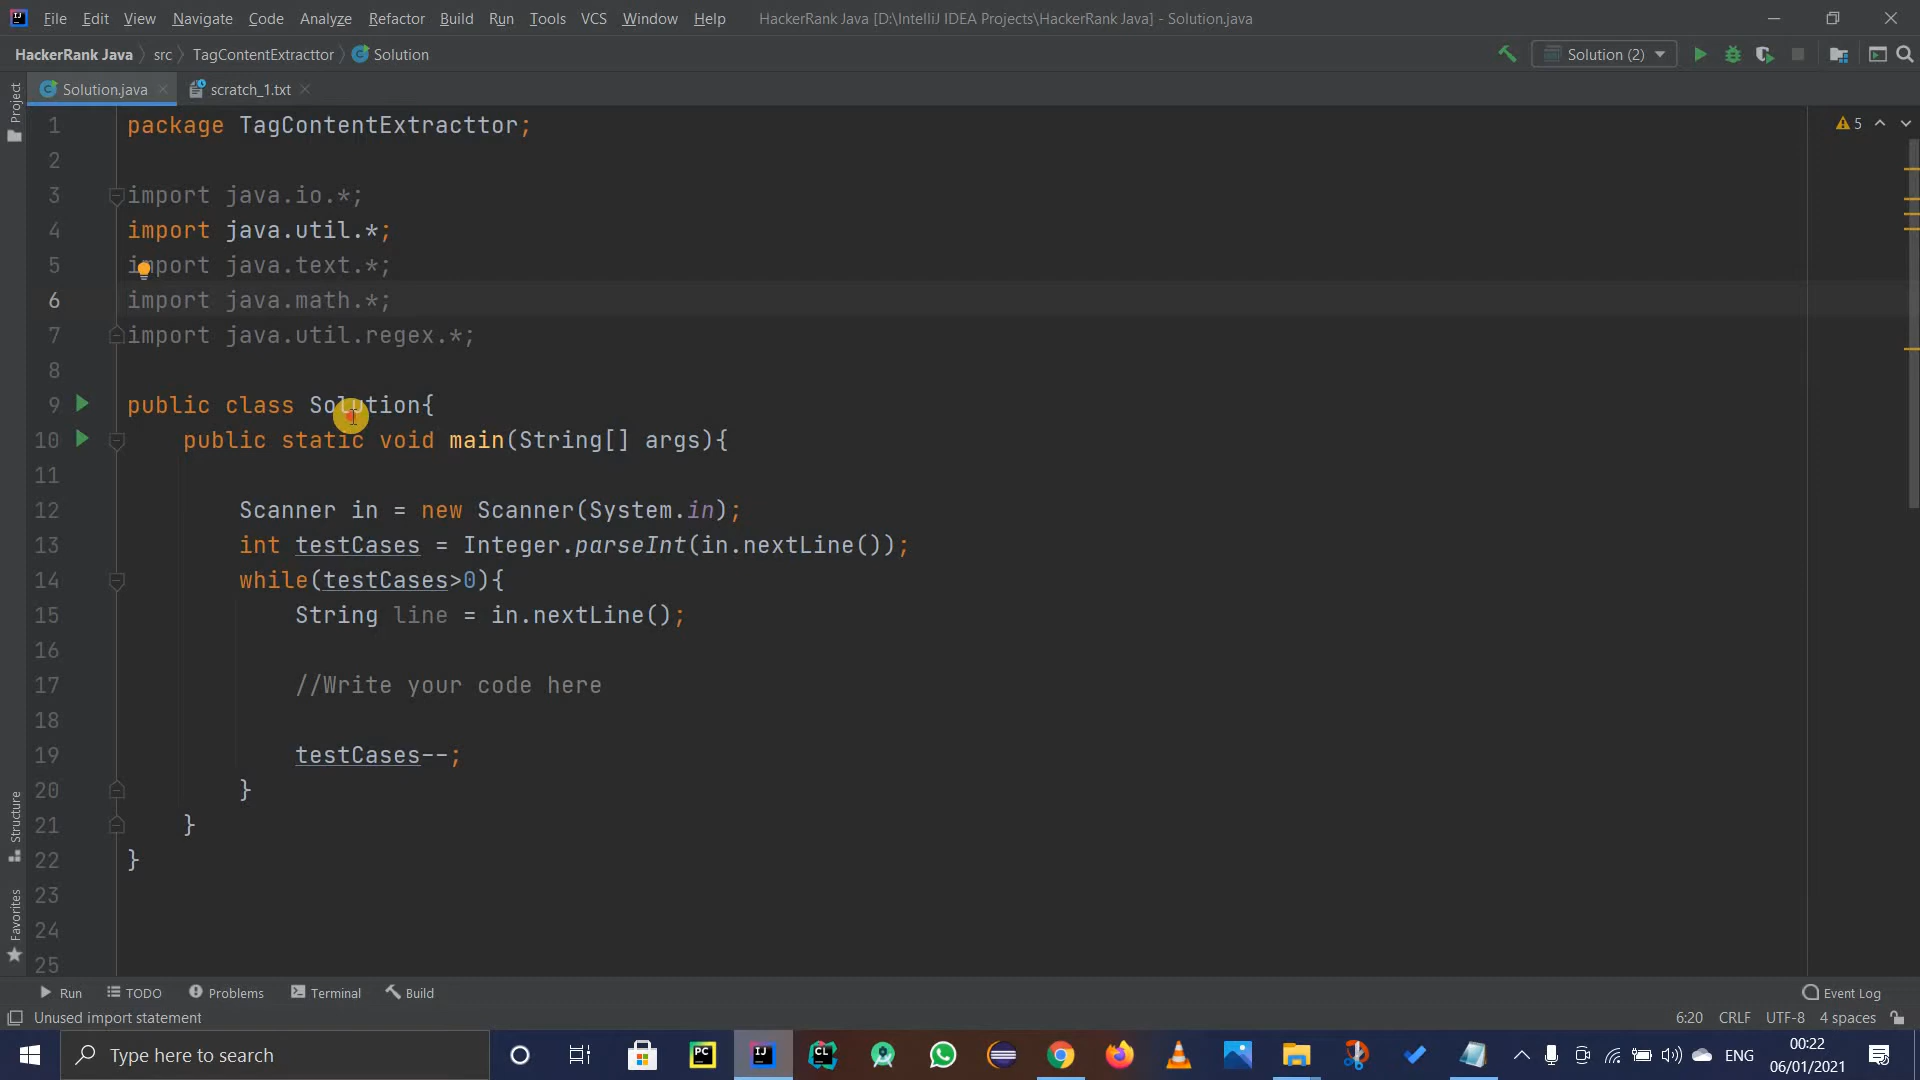 File Edit View Navigate Code Analyze Refactor Build Run Tools VCS Window Help HackerRank Java [D:\IntelliJ IDEA Projects\HackerRank Java] - Solution.java
HackerRank Java src TagContentExtracttor Solution Solution (2)
Solution.java scratch_1.txt
Project
1 package TagContentExtracttor; 5
2
3 import java.io.*;
4 import java.util.*;
5 import java.text.*;
6 import java.math.*;
7 import java.util.regex.*;
8
9 public class Solution{
10 public static void main(String[] args){
11
12 Scanner in = new Scanner(System.in);
13 int testCases = Integer.parseInt(in.nextLine());
14 while(testCases>0){
15 String line = in.nextLine();
16
17 //Write your code here
18
19 testCases--;
20 }
21 }
22 }
23
24
25
Structure
Favorites
Run TODO Problems Terminal Build Event Log
Unused import statement 6:20 CRLF UTF-8 4 spaces
Type here to search ENG 00:22
06/01/2021